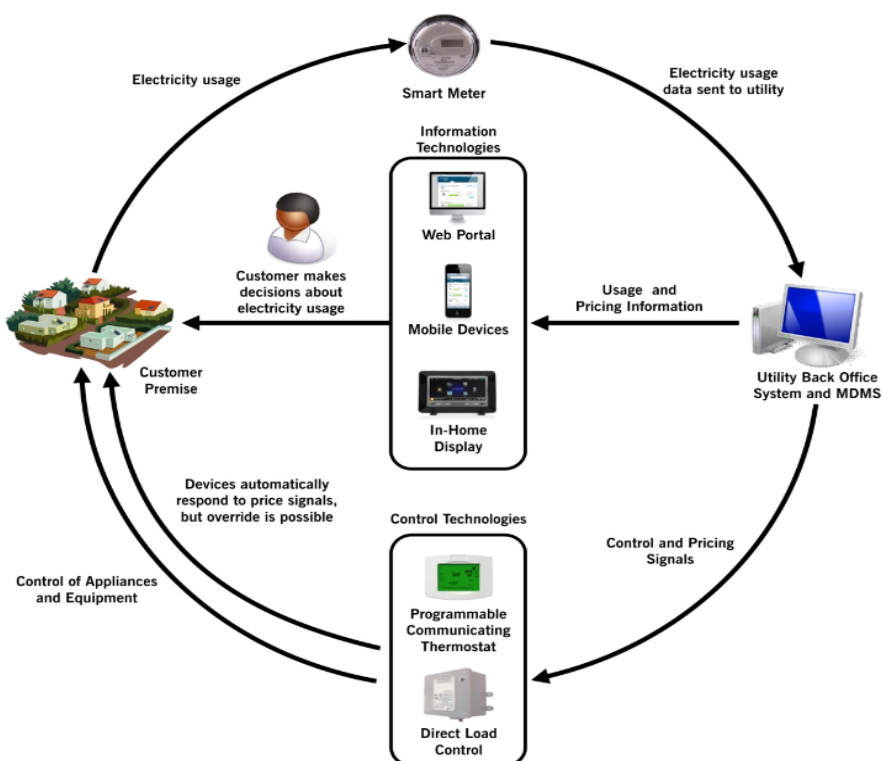 Electricity usage
Smart Meter
Electricity usage
data sent to utility
Information
Technologies
Web Portal
Customer makes
decisions about
electricity usage
Mobile Devices
Usage and
Pricing Information
Customer
Premise
Utility Back Office
System and MDMS
In-Home
Display
Devices automatically
respond to price signals,
but override is possible
Control Technologies
Control and Pricing
Signals
Control of Appliances
and Equipment
Programmable
Communicating
Thermostat
Direct Load
Control